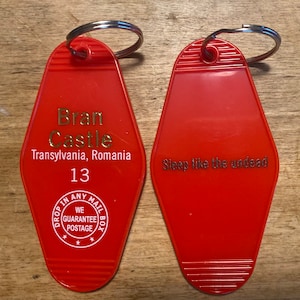 Bran
Castle
Transylvania, Romania
13
DROP IN ANY MAIL BOX
WE
GUARANTEE
POSTAGE
Sleep like the undead